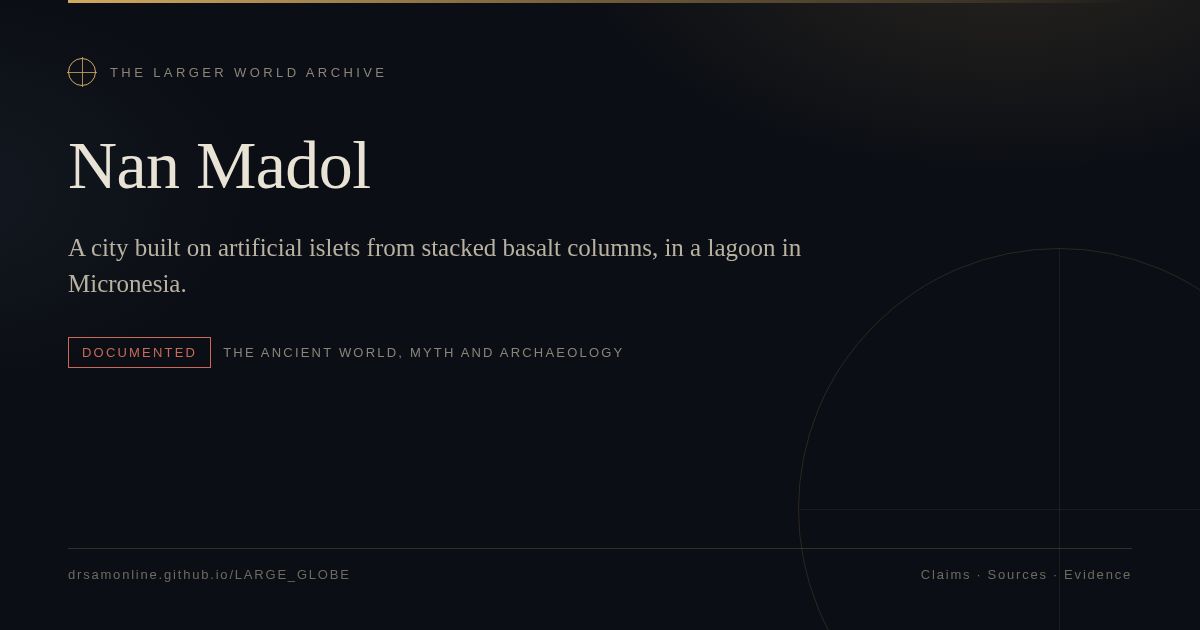 THE LARGER WORLD ARCHIVE
Nan Madol
A city built on artificial islets from stacked basalt columns, in a lagoon in
Micronesia.
DOCUMENTED THE ANCIENT WORLD, MYTH AND ARCHAEOLOGY
drsamonline.github.io/LARGE_GLOBE Claims · Sources · Evidence